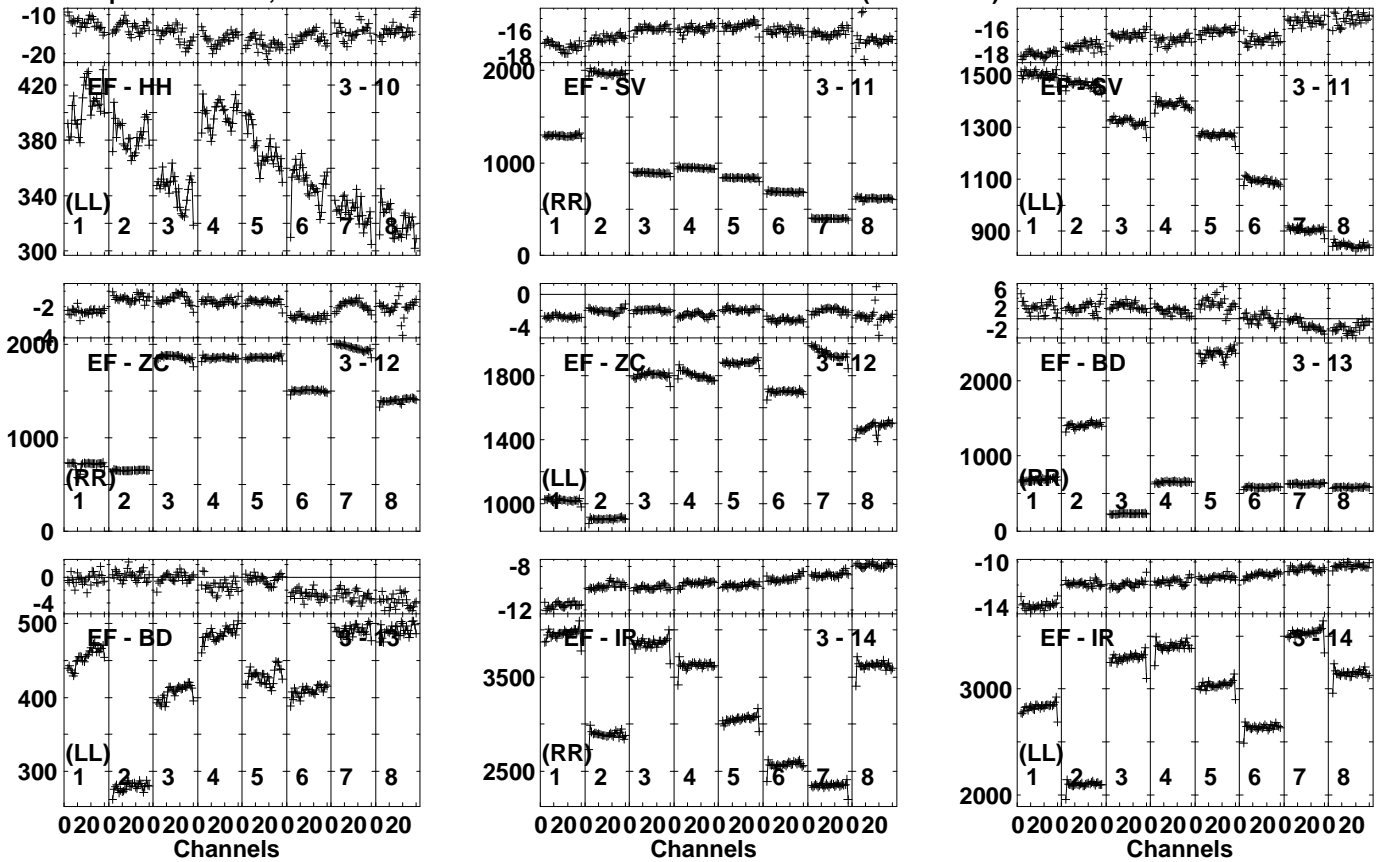 -10
-20
420
380
340
300
EF - HH 3 - 10
(LL)
1 2 3 4 5 6 7 8
-16
-18
2000
1000
0
EF - SV 3 - 11
(RR)
1 2 3 4 5 6 7 8
-16
-18
1500
1300
1100
900
EF - SV 3 - 11
(LL)
1 2 3 4 5 6 7 8
-2
-4
2000
1000
0
EF - ZC 3 - 12
(RR)
1 2 3 4 5 6 7 8
0
-4
1800
1400
1000
EF - ZC 3 - 12
(LL)
1 2 3 4 5 6 7 8
6
2
-2
2000
1000
0
EF - BD 3 - 13
(RR)
1 2 3 4 5 6 7 8
0
-4
500
400
300
EF - BD 3 - 13
(LL)
1 2 3 4 5 6 7 8
0 20 0 20 0 20 0 20 0 20 0 20 0 20 0 20
Channels
-8
-12
3500
2500
EF - IR 3 - 14
(RR)
1 2 3 4 5 6 7 8
0 20 0 20 0 20 0 20 0 20 0 20 0 20 0 20
Channels
-10
-14
3000
2000
EF - IR 3 - 14
(LL)
1 2 3 4 5 6 7 8
0 20 0 20 0 20 0 20 0 20 0 20 0 20 0 20
Channels